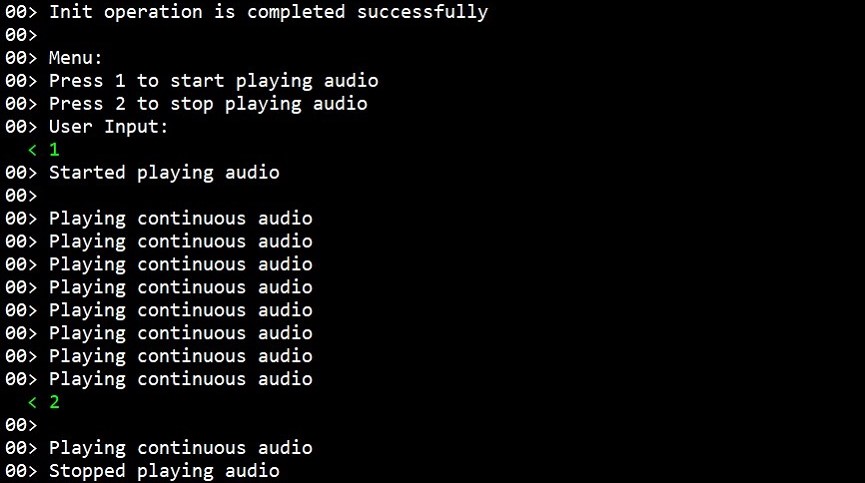 00> Init operation is completed successfully
00>
00> Menu:
00> Press 1 to start playing audio
00> Press 2 to stop playing audio
00> User Input:
< 1
00> Started playing audio
00>
00> Playing continuous audio
00> Playing continuous audio
00> Playing continuous audio
00> Playing continuous audio
00> Playing continuous audio
00> Playing continuous audio
00> Playing continuous audio
00> Playing continuous audio
< 2
00>
00> Playing continuous audio
00> Stopped playing audio